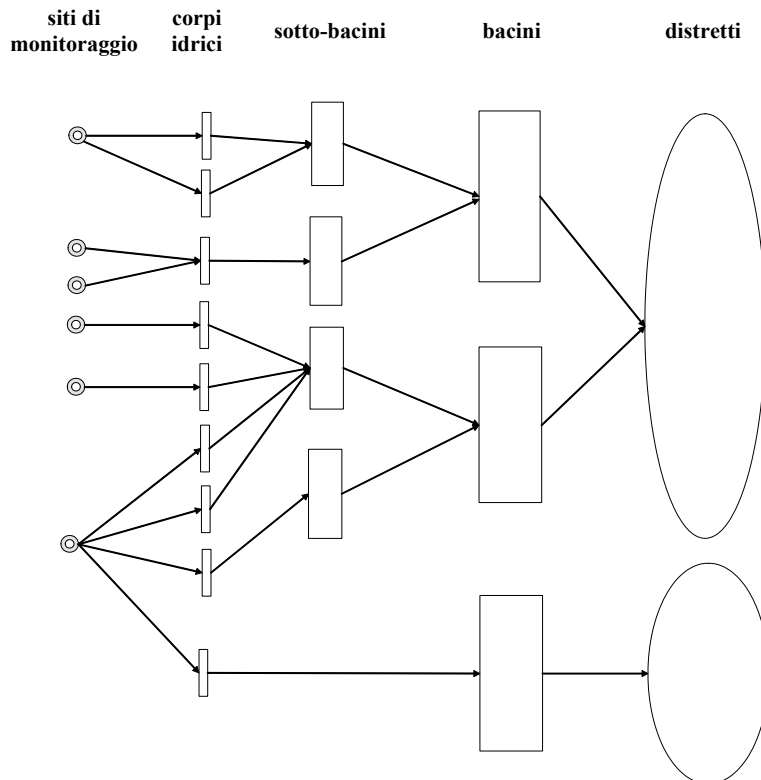 siti di monitoraggio
corpi idrici
sotto-bacini
bacini
distretti